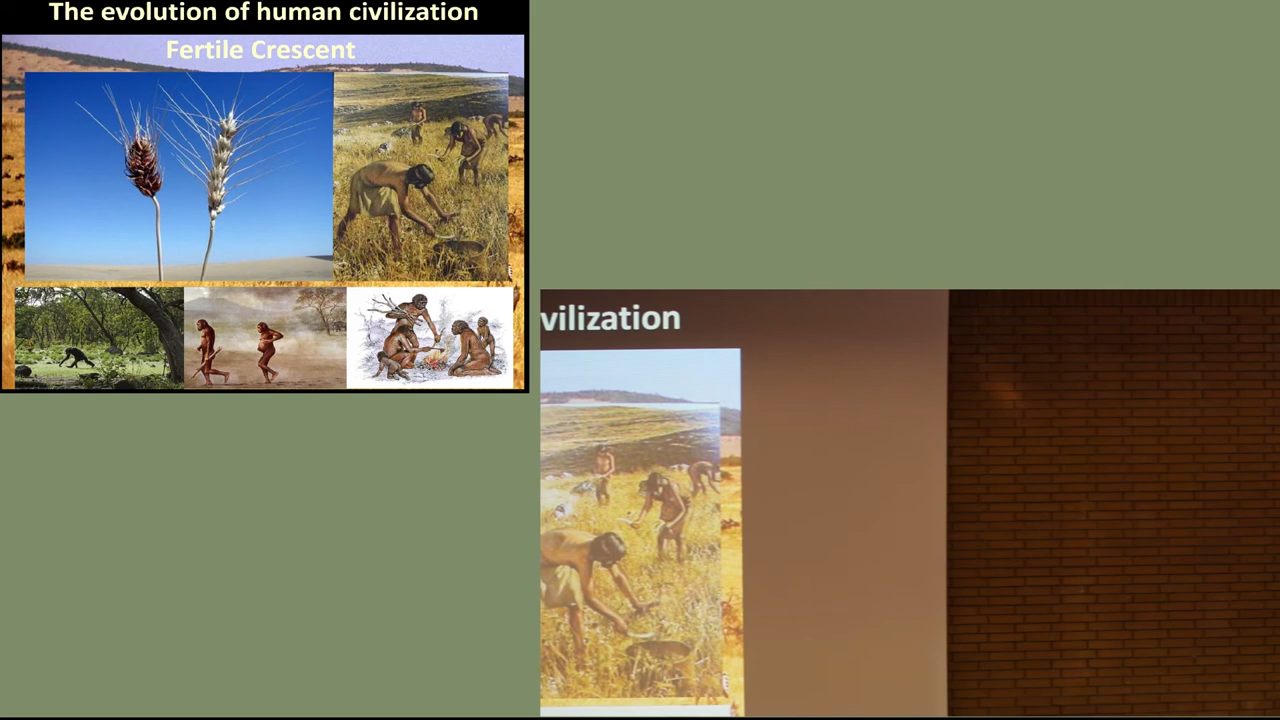 The evolution of human civilization
Fertile Crescent
vilization